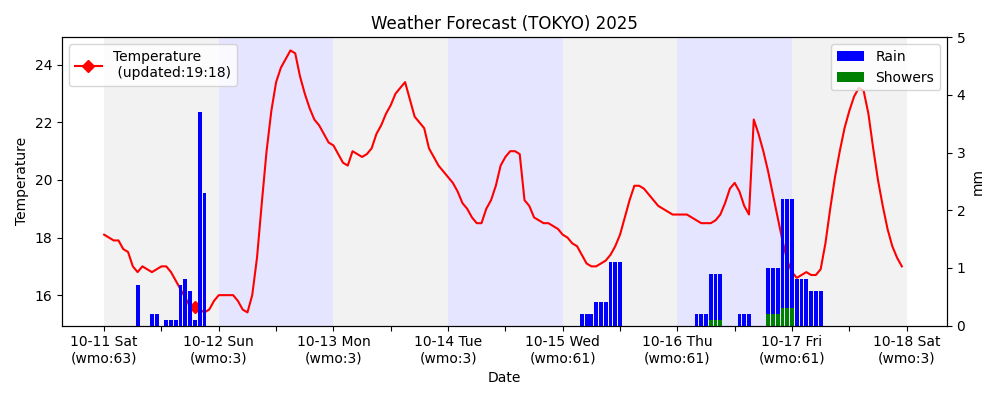 Weather Forecast (TOKYO) 2025
Temperature
(updated:19:18)
Rain
Showers
24
22
20
18
16
Temperature
5
4
3
2
1
0
mm
10-11 Sat
(wmo:63)
10-12 Sun
(wmo:3)
10-13 Mon
(wmo:3)
10-14 Tue
(wmo:3)
10-15 Wed
(wmo:61)
10-16 Thu
(wmo:61)
10-17 Fri
(wmo:61)
10-18 Sat
(wmo:3)
Date